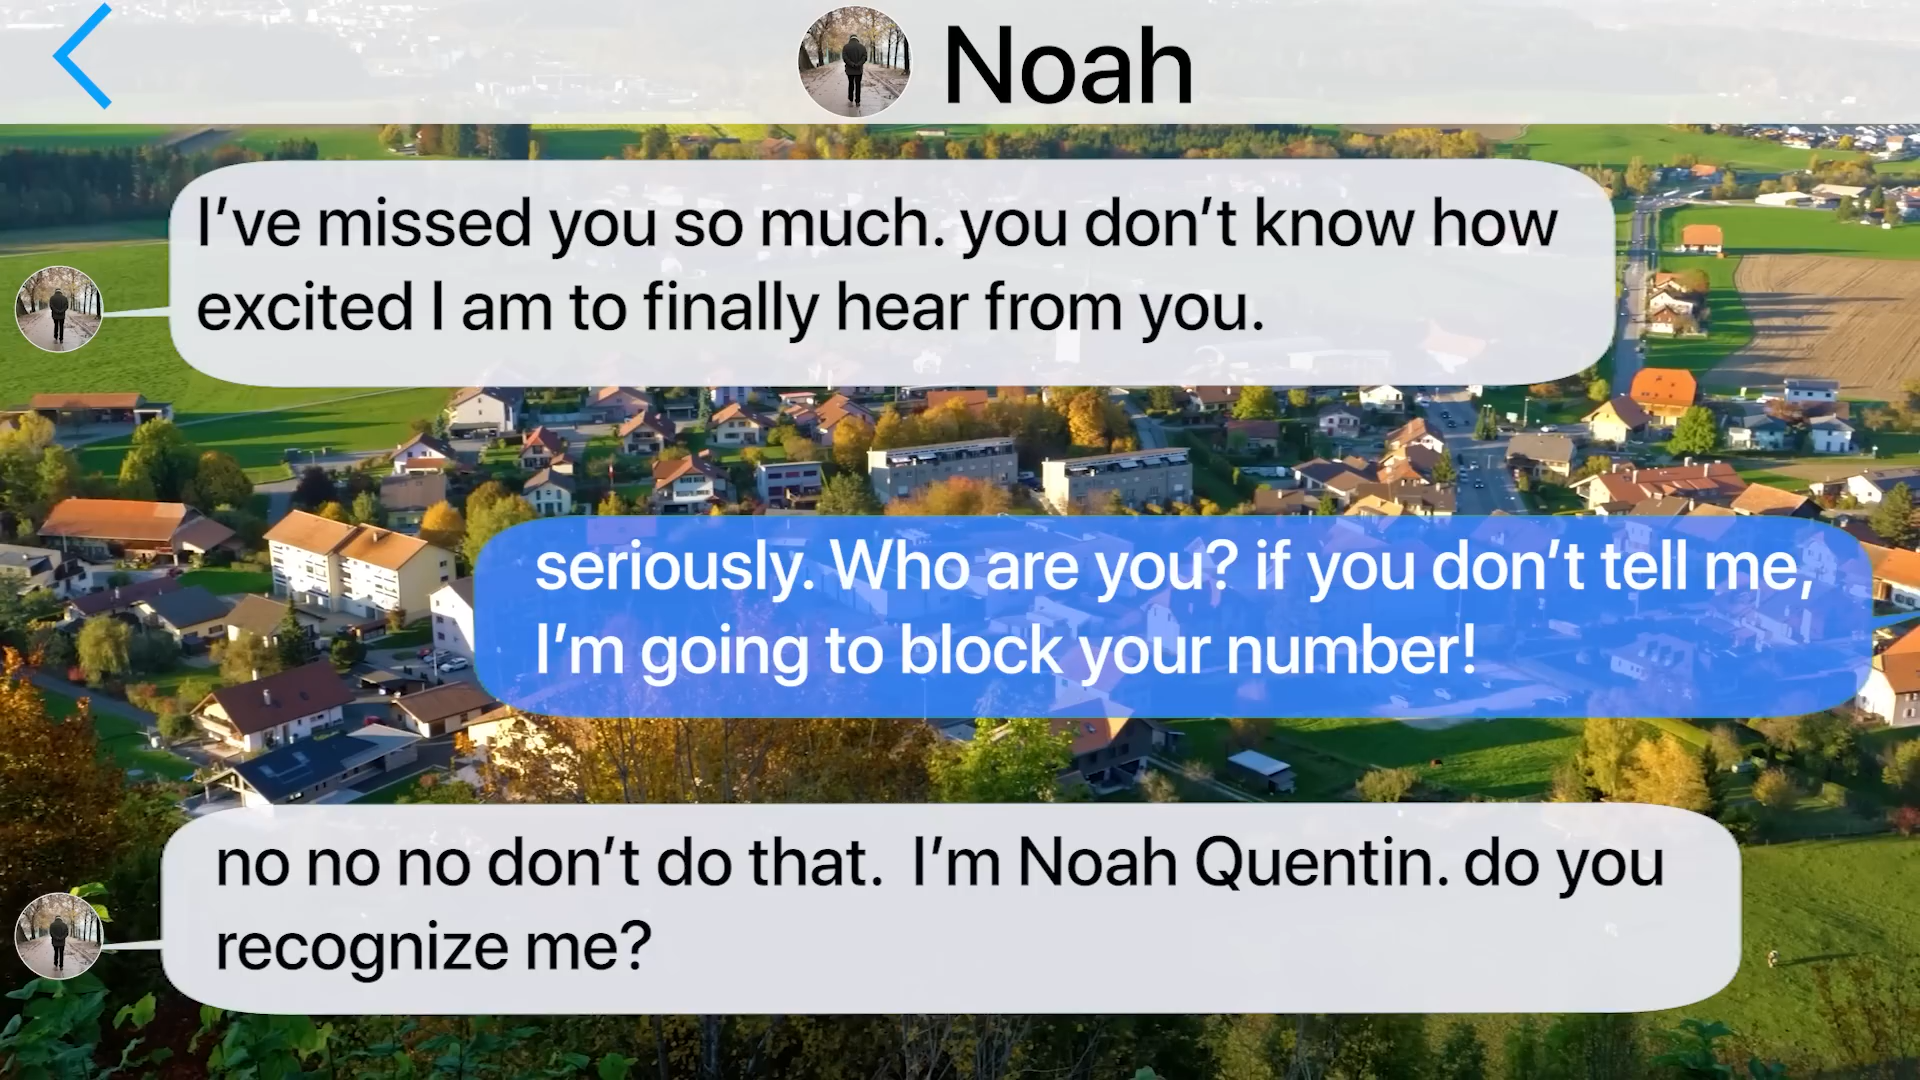 Noah
I’ve missed you so much. you don’t know how
excited I am to finally hear from you.
seriously. Who are you? if you don’t tell me,
I’m going to block your number!
no no no don’t do that.  I’m Noah Quentin. do you
recognize me?